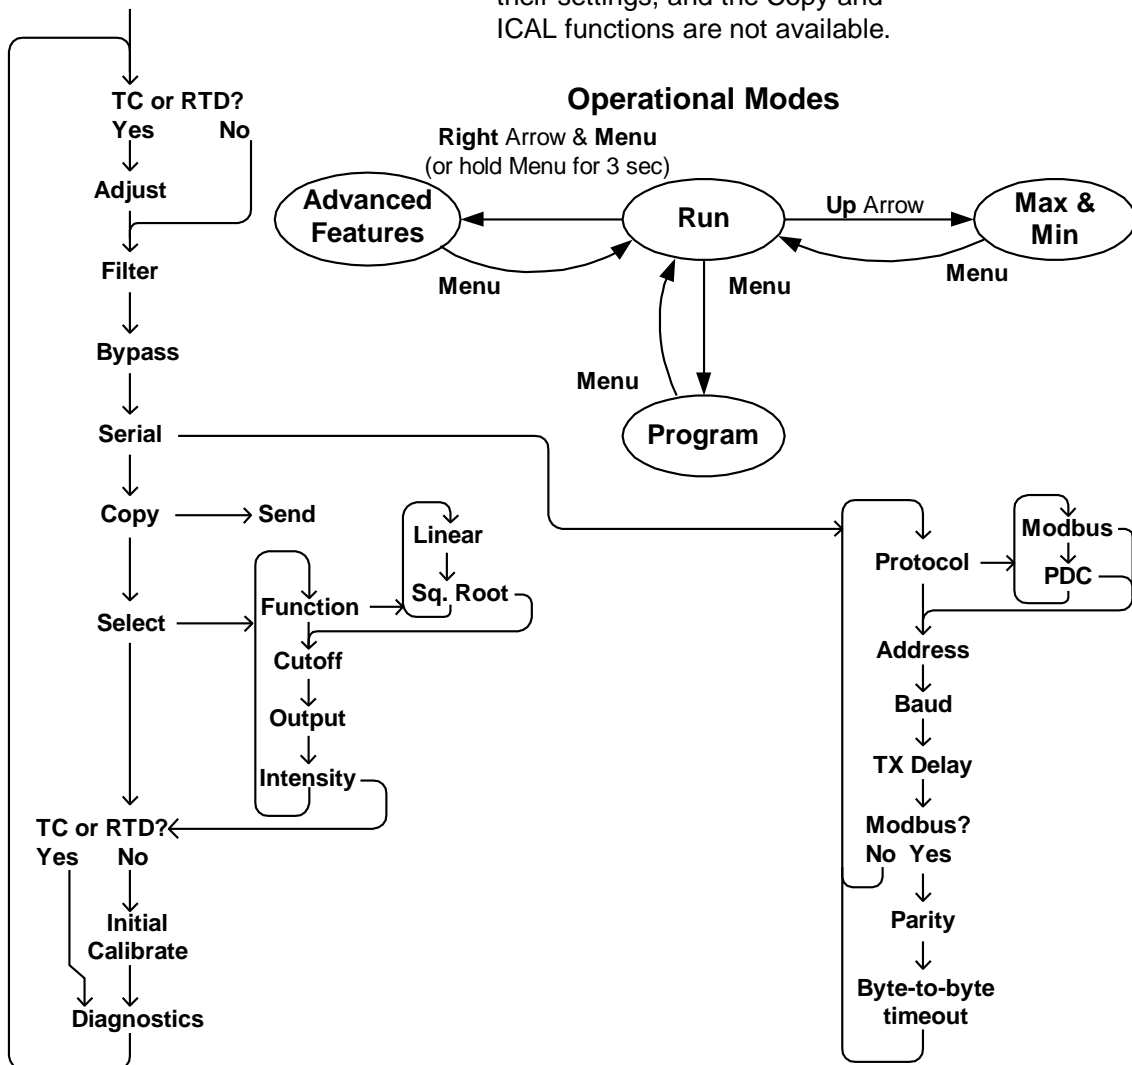 their settings, and the Copy and
ICAL functions are not available.
Operational Modes
Right Arrow & Menu
(or hold Menu for 3 sec)
Advanced
Features
Run
Up Arrow
Max &
Min
Menu
Menu
Menu
Menu
Program
TC or RTD?
Yes No
Adjust
Filter
Bypass
Serial
Copy
Send
Select
Function
Linear
Sq. Root
Cutoff
Output
Intensity
TC or RTD?
Yes No
Initial
Calibrate
Diagnostics
Protocol
Modbus
PDC
Address
Baud
TX Delay
Modbus?
No Yes
Parity
Byte-to-byte
timeout